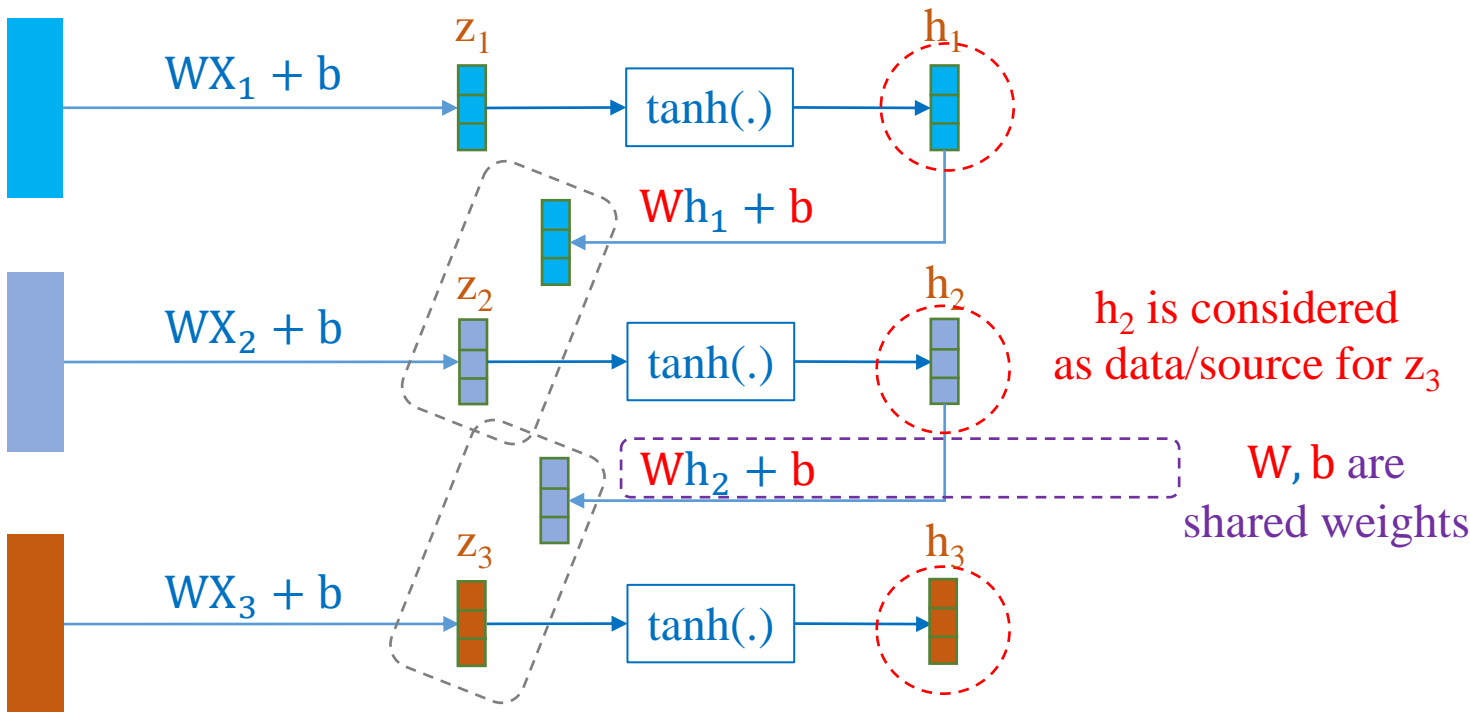 z₁
h₁
WX₁ + b
tanh(.)
Wh₁ + b
z₂
h₂
WX₂ + b
tanh(.)
h₂ is considered
as data/source for z₃
Wh₂ + b
W, b are
shared weights
z₃
h₃
WX₃ + b
tanh(.)